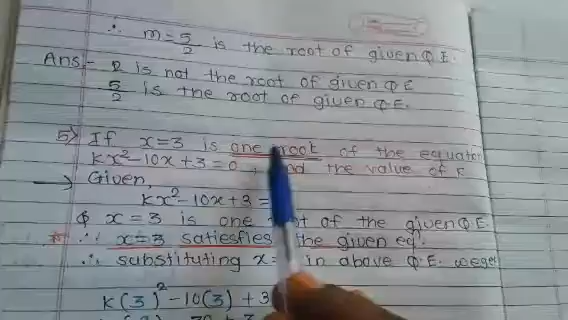 ∴ m = 5/2 is the root of given Q.E.
Ans:- 2 is not the root of given QE
5/2 is the root of given QE.
5) If x=3 is one root of the equation
kx²-10x+3=0, find the value of k
→ Given,
kx²-10x+3=
& x=3 is one root of the given Q.E.
∴ x=3 satiesfies the given eq.
∴ substituting x= in above Q.E. we get
k(3)²-10(3)+3